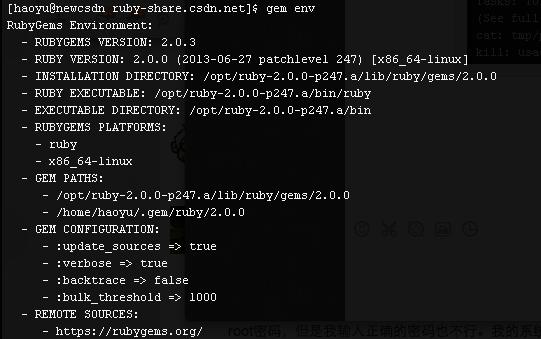 [haoyu@newcsdn ruby-share.csdn.net]$ gem env
RubyGems Environment:
- RUBYGEMS VERSION: 2.0.3
- RUBY VERSION: 2.0.0 (2013-06-27 patchlevel 247) [x86_64-linux]
- INSTALLATION DIRECTORY: /opt/ruby-2.0.0-p247.a/lib/ruby/gems/2.0.0
- RUBY EXECUTABLE: /opt/ruby-2.0.0-p247.a/bin/ruby
- EXECUTABLE DIRECTORY: /opt/ruby-2.0.0-p247.a/bin
- RUBYGEMS PLATFORMS:
- ruby
- x86_64-linux
- GEM PATHS:
- /opt/ruby-2.0.0-p247.a/lib/ruby/gems/2.0.0
- /home/haoyu/.gem/ruby/2.0.0
- GEM CONFIGURATION:
- :update_sources => true
- :verbose => true
- :backtrace => false
- :bulk_threshold => 1000
- REMOTE SOURCES:
- https://rubygems.org/
(See full
cat: tmp/p
kill: usa
root密码，但是我输入正确的密码也不行。我的系统